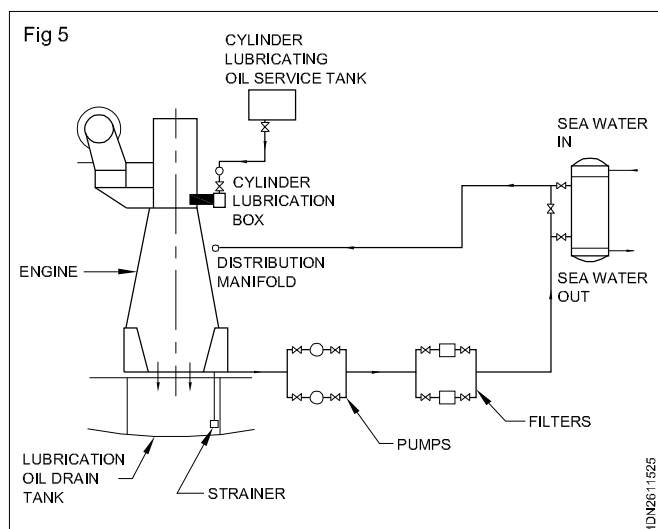 Fig 5
CYLINDER
LUBRICATING
OIL SERVICE TANK
SEA WATER
IN
CYLINDER
LUBRICATION
BOX
ENGINE
DISTRIBUTION
MANIFOLD
SEA WATER
OUT
FILTERS
PUMPS
LUBRICATION
OIL DRAIN
TANK
STRAINER
MDN2611525